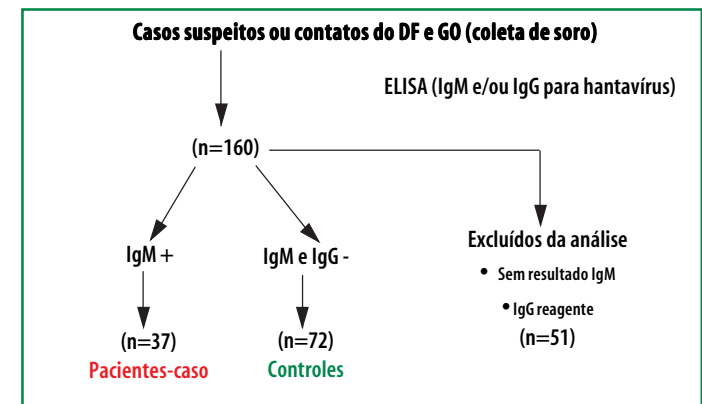 Casos suspeitos ou contatos do DF e GO (coleta de soro)
ELISA (IgM e/ou IgG para hantavírus)
(n=160)
IgM +
IgM e IgG -
Excluídos da análise
• Sem resultado IgM
• IgG reagente
(n=37)
(n=72)
(n=51)
Pacientes-caso
Controles